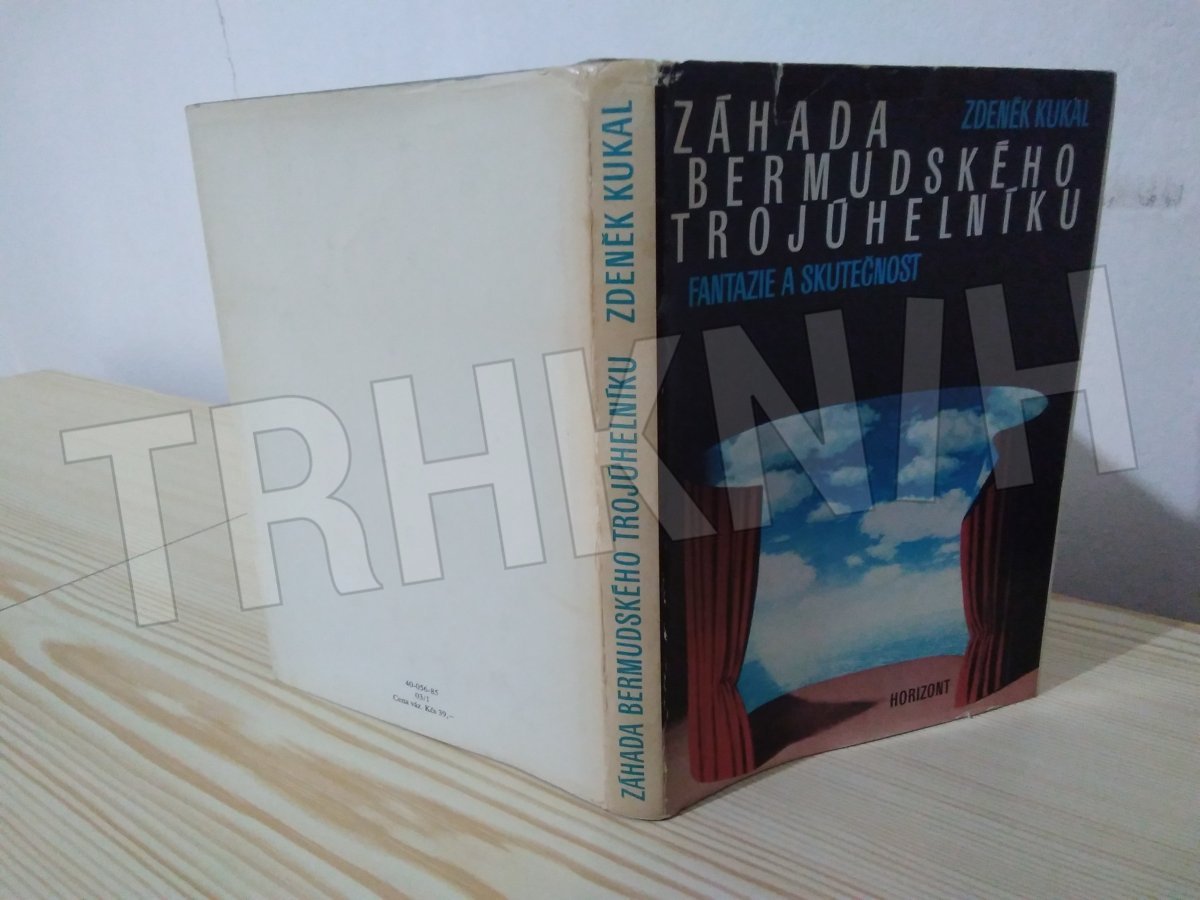 ZÁHADA
BERMUDSKÉHO
TROJÚHELNÍKU
ZDENĚK KUKAL
FANTAZIE A SKUTEČNOST
HORIZONT
ZÁHADA BERMUDSKÉHO TROJÚHELNÍKU ZDENĚK KUKAL
40-056-85
03/1
Cena váz. Kčs 39,–
TRHKNIH